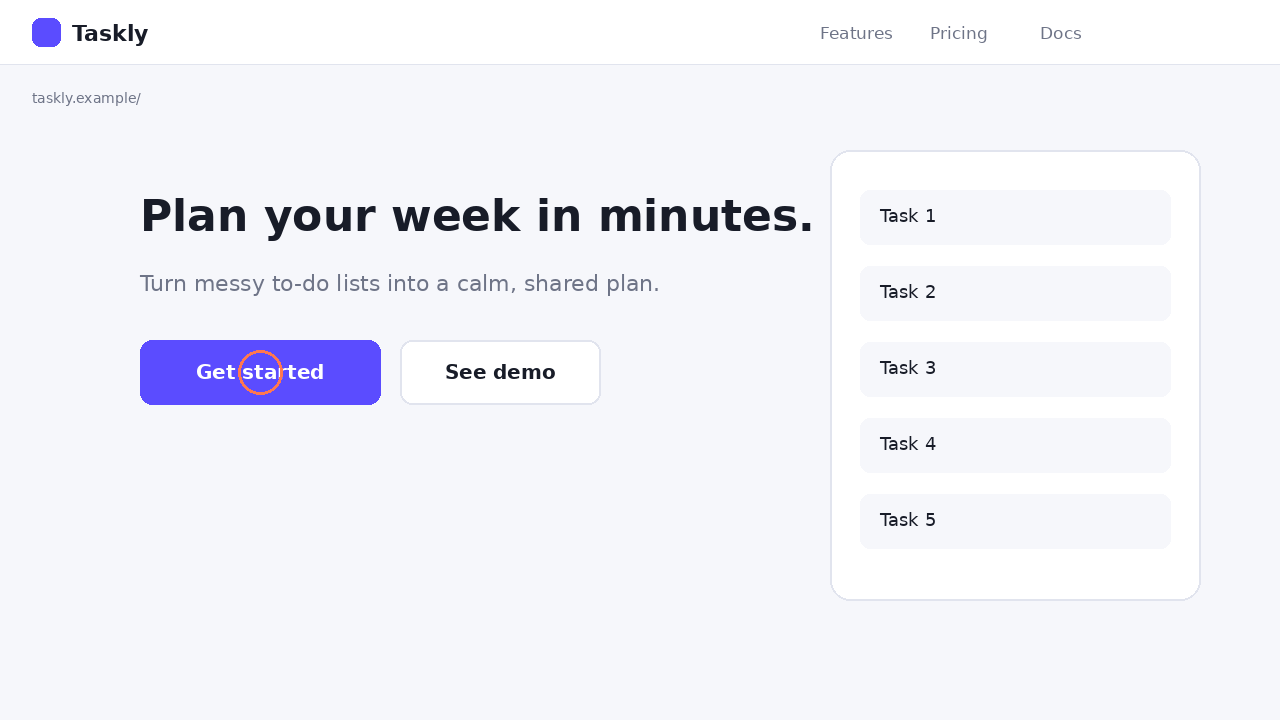 Taskly
Features Pricing Docs
taskly.example/
Plan your week in minutes.
Turn messy to-do lists into a calm, shared plan.
Get started
See demo
Task 1
Task 2
Task 3
Task 4
Task 5